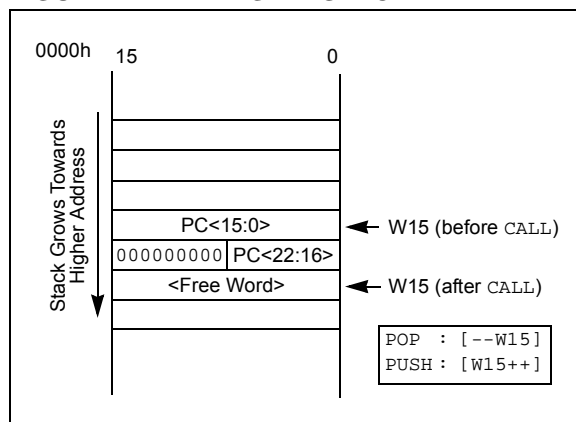 0000h
15 0
Stack Grows Towards
Higher Address
PC<15:0>
W15 (before CALL)
000000000 PC<22:16>
<Free Word>
W15 (after CALL)
POP : [--W15]
PUSH : [W15++]